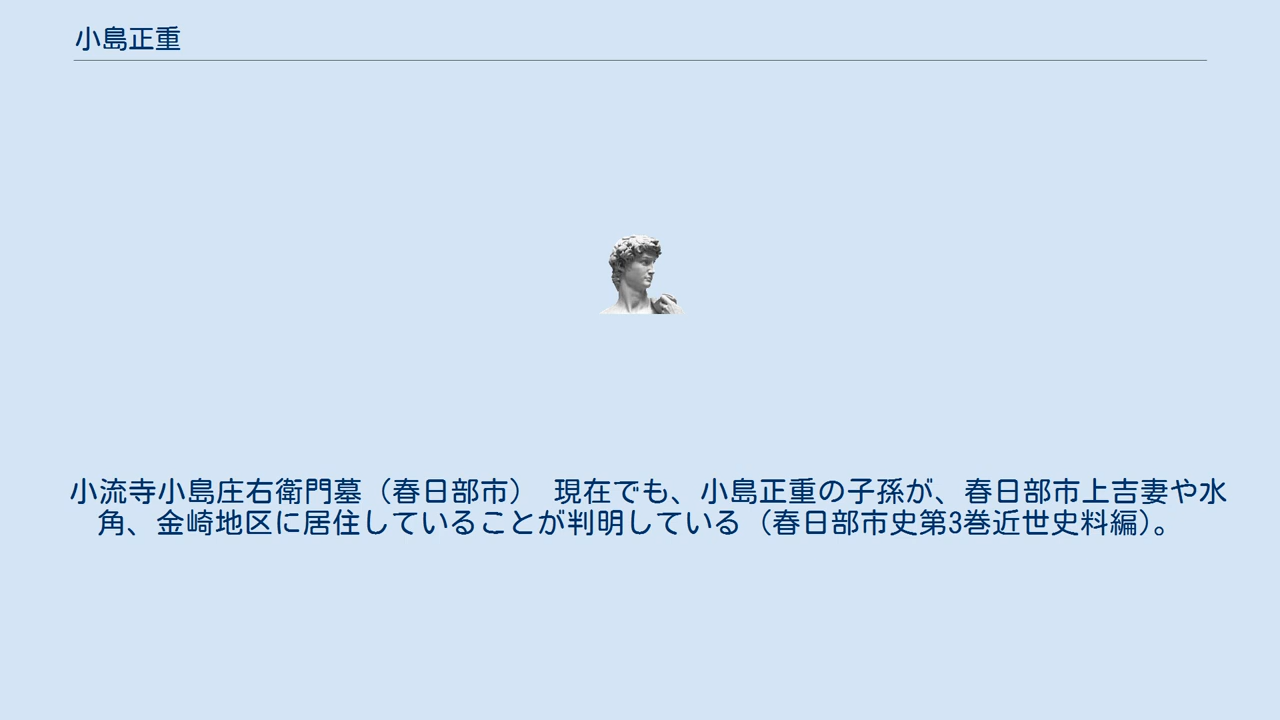 小島正重
小流寺小島庄右衛門墓（春日部市）　現在でも、小島正重の子孫が、春日部市上吉妻や水
角、金崎地区に居住していることが判明している（春日部市史第3巻近世史料編）。